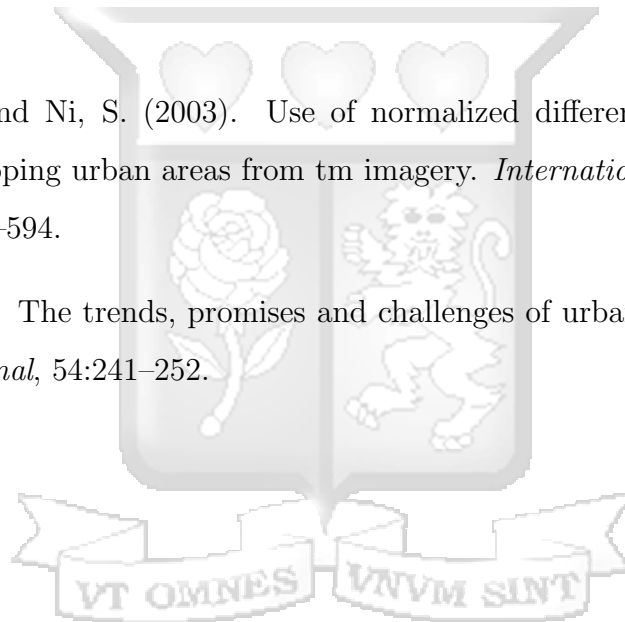 nd Ni, S. (2003). Use of normalized differen
pping urban areas from tm imagery. Internatio
–594.
The trends, promises and challenges of urba
nal, 54:241–252.
VT OMNES VNVM SINT